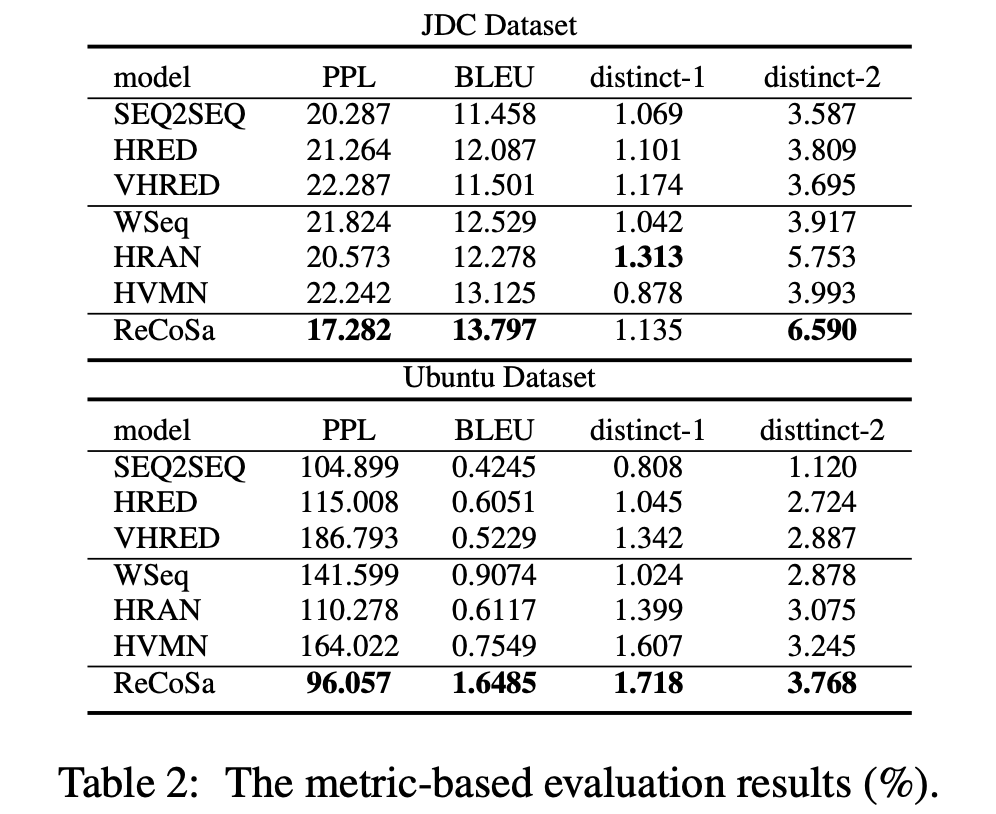 JDC Dataset
model PPL BLEU distinct-1 distinct-2
SEQ2SEQ 20.287 11.458 1.069 3.587
HRED 21.264 12.087 1.101 3.809
VHRED 22.287 11.501 1.174 3.695
WSeq 21.824 12.529 1.042 3.917
HRAN 20.573 12.278 1.313 5.753
HVMN 22.242 13.125 0.878 3.993
ReCoSa 17.282 13.797 1.135 6.590
Ubuntu Dataset
model PPL BLEU distinct-1 disttinct-2
SEQ2SEQ 104.899 0.4245 0.808 1.120
HRED 115.008 0.6051 1.045 2.724
VHRED 186.793 0.5229 1.342 2.887
WSeq 141.599 0.9074 1.024 2.878
HRAN 110.278 0.6117 1.399 3.075
HVMN 164.022 0.7549 1.607 3.245
ReCoSa 96.057 1.6485 1.718 3.768
Table 2: The metric-based evaluation results (%).